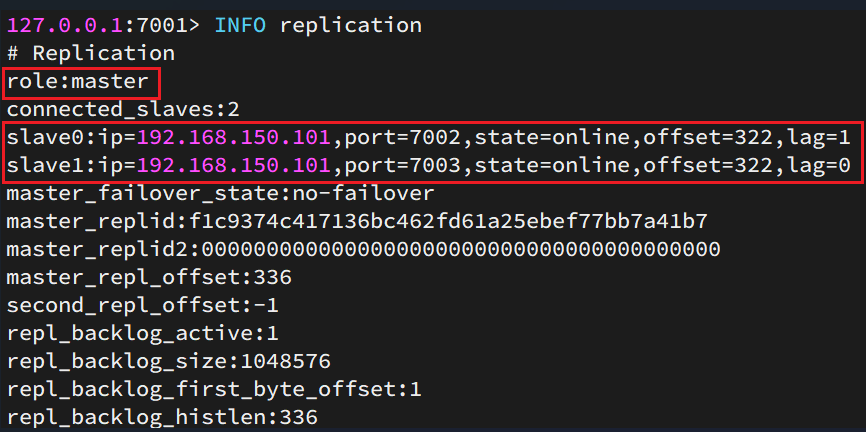 127.0.0.1:7001> INFO replication
# Replication
role:master
connected_slaves:2
slave0:ip=192.168.150.101,port=7002,state=online,offset=322,lag=1
slave1:ip=192.168.150.101,port=7003,state=online,offset=322,lag=0
master_failover_state:no-failover
master_replid:f1c9374c417136bc462fd61a25ebef77bb7a41b7
master_replid2:0000000000000000000000000000000000000000
master_repl_offset:336
second_repl_offset:-1
repl_backlog_active:1
repl_backlog_size:1048576
repl_backlog_first_byte_offset:1
repl_backlog_histlen:336